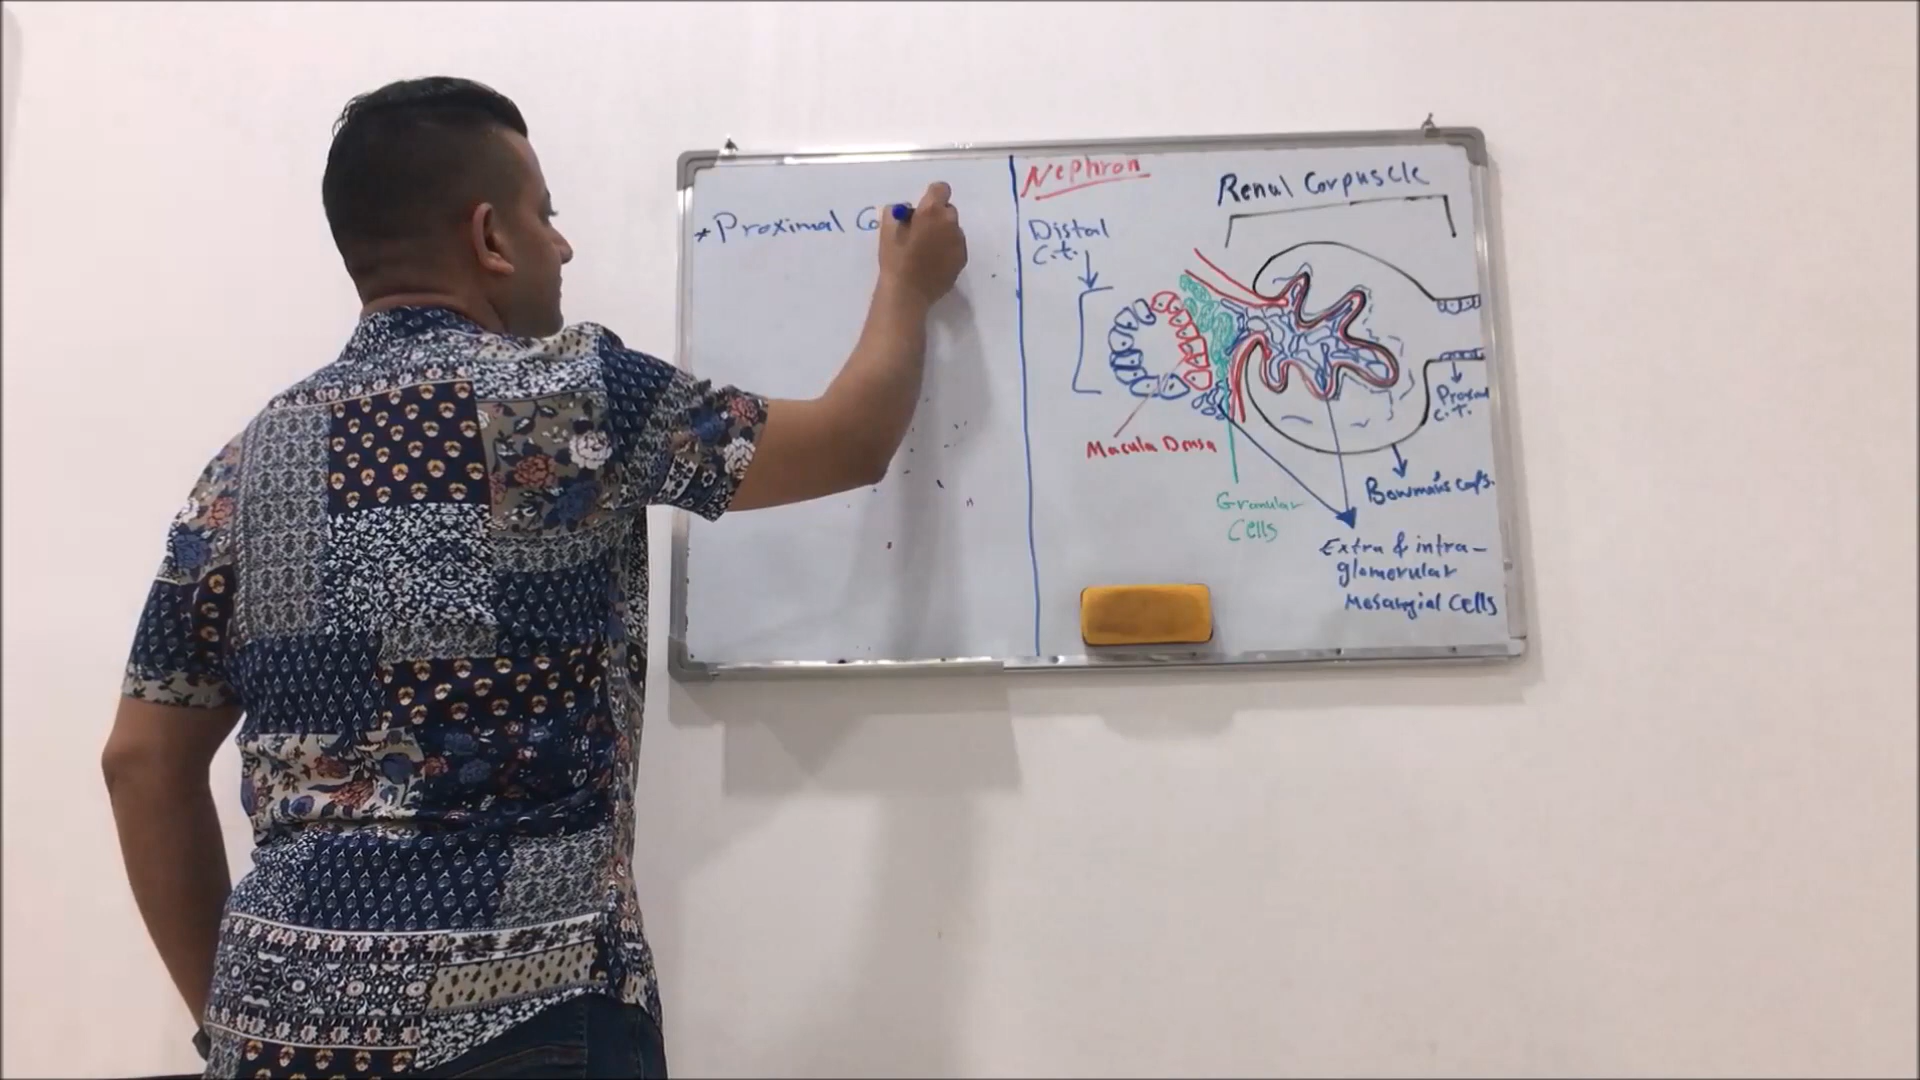 * Proximal Co
Nephron
Renal Corpuscle
Distal
C.t.
Macula Densa
Granular
Cells
Proximal
C.T.
Bowman's caps.
Extra & intra-
glomerular
Mesangial Cells